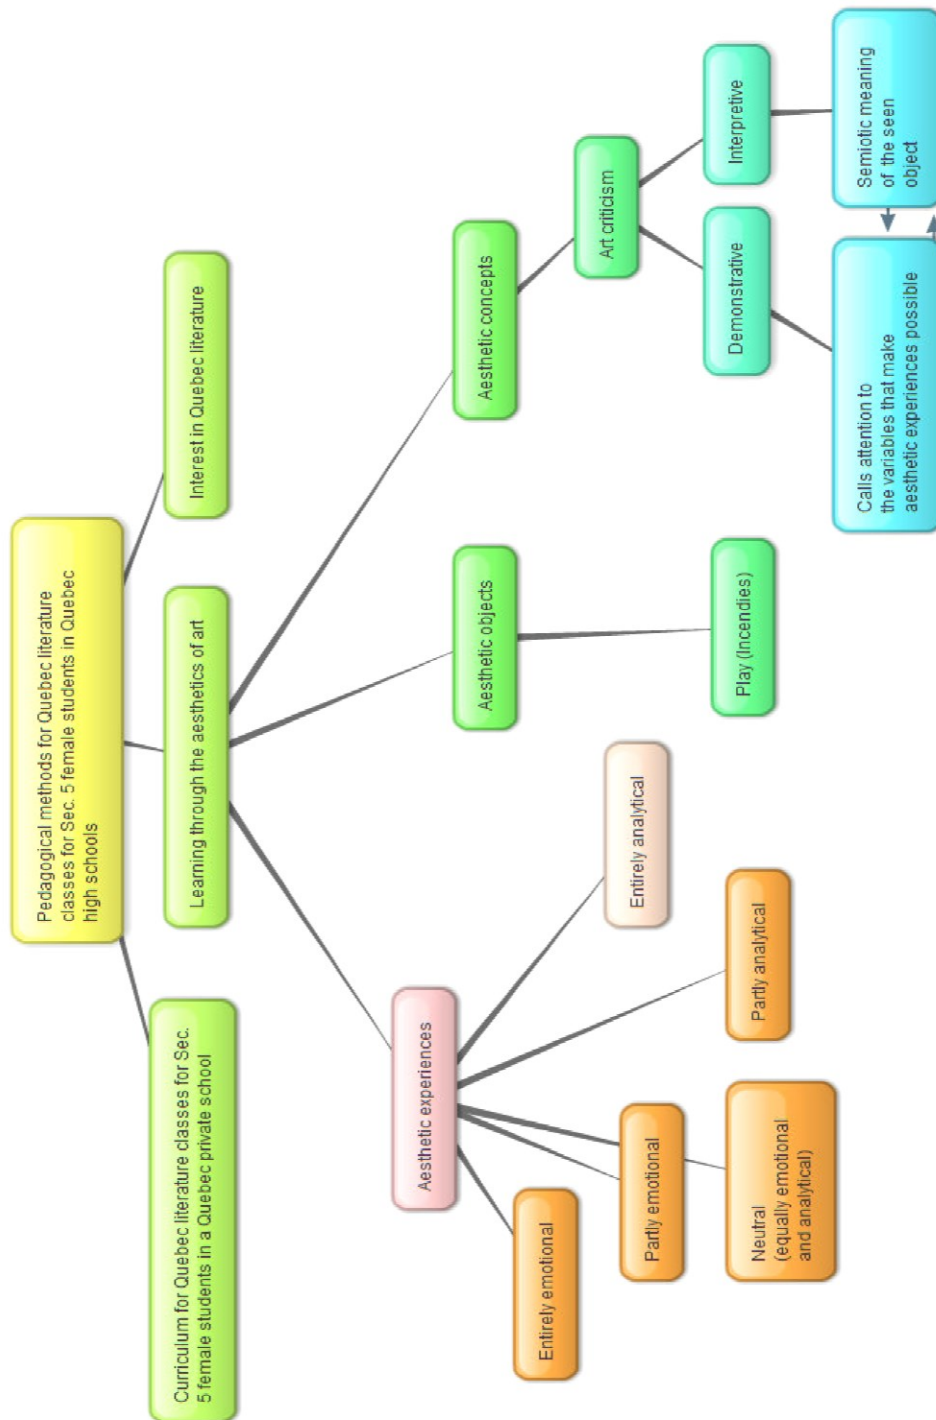 Pedagogical methods for Quebec literature
classes for Sec. 5 female students in Quebec
high schools
Curriculum for Quebec literature classes for Sec.
5 female students in a Quebec private school
Learning through the aesthetics of art
Interest in Quebec literature
Aesthetic experiences
Aesthetic objects
Aesthetic concepts
Entirely emotional
Partly emotional
Neutral
(equally emotional
and analytical)
Partly analytical
Entirely analytical
Play (Incendies)
Art criticism
Demonstrative
Interpretive
Calls attention to
the variables that make
aesthetic experiences possible
Semiotic meaning
of the seen
object